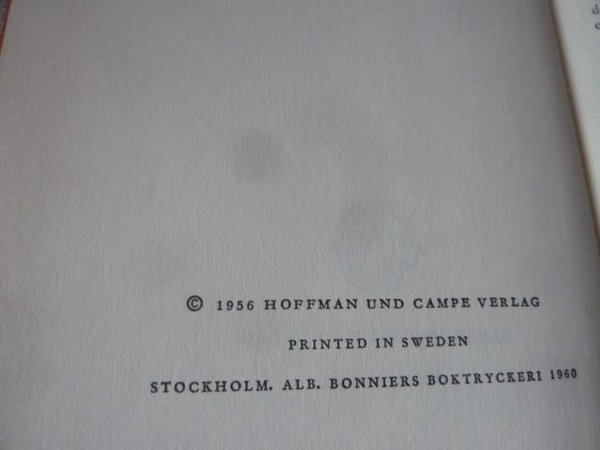 © 1956 HOFFMAN UND CAMPE VERLAG
PRINTED IN SWEDEN
STOCKHOLM. ALB. BONNIERS BOKTRYCKERI 1960